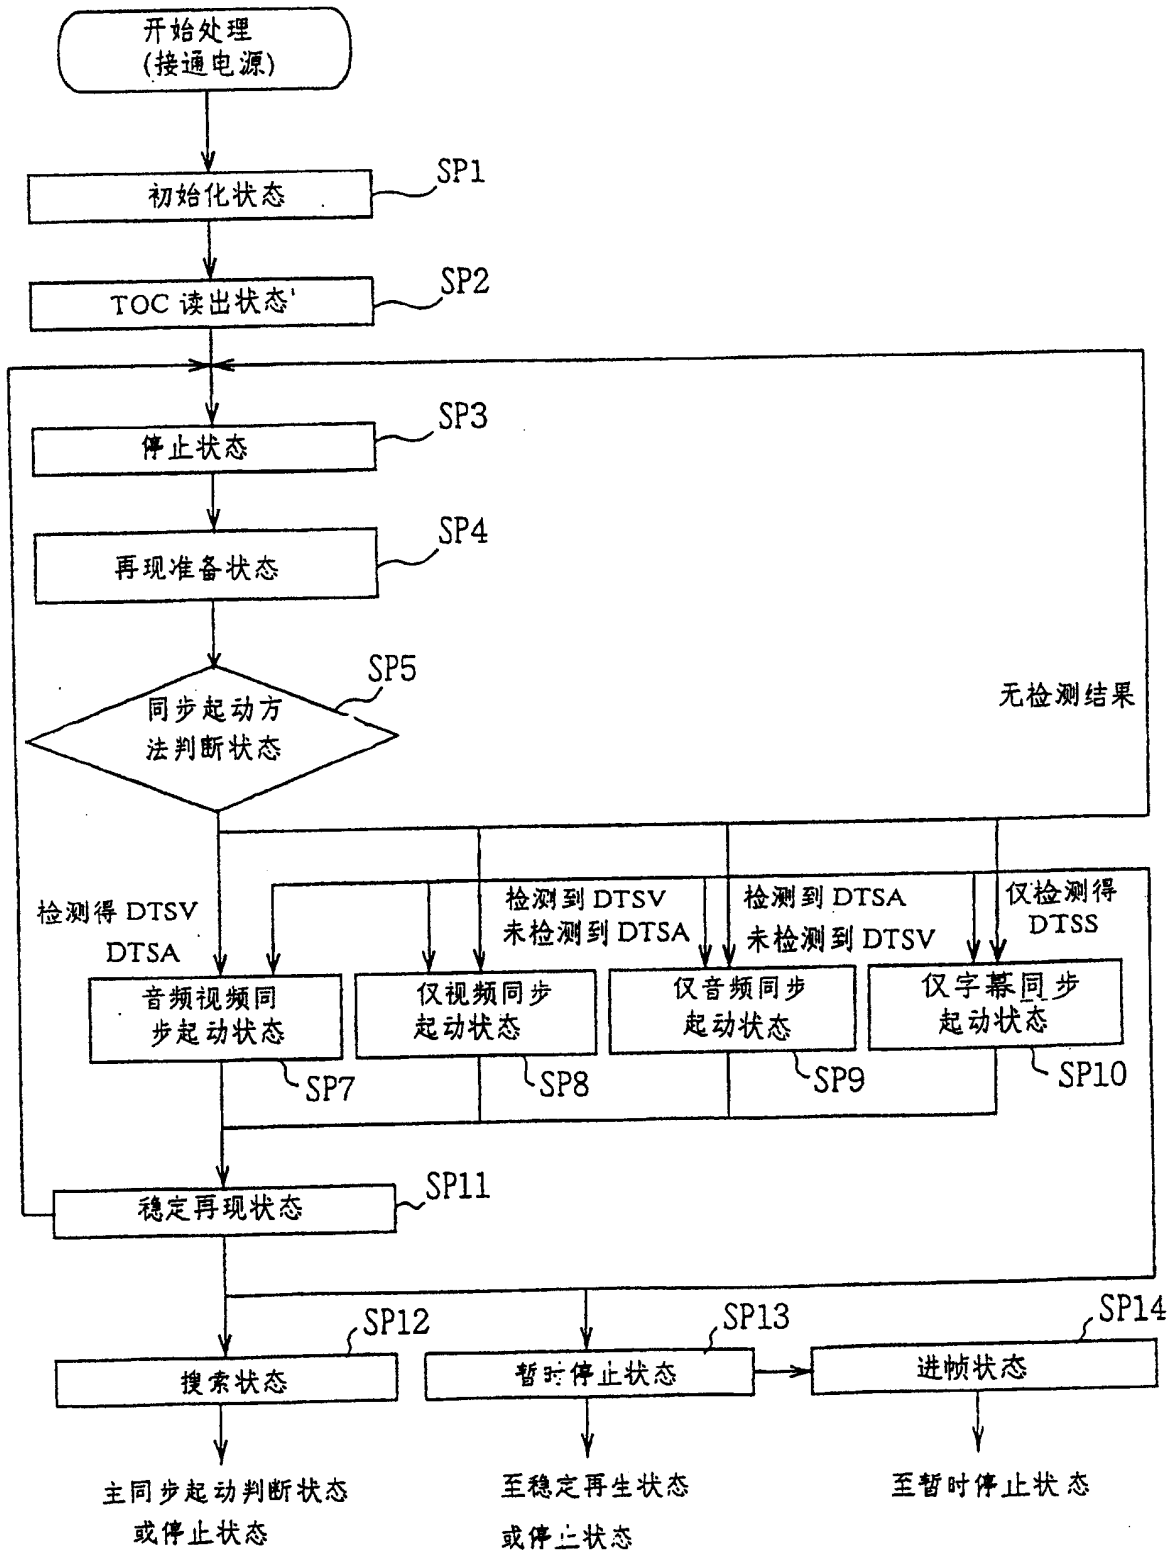 开始处理
(接通电源)
SP1
初始化状态
SP2
TOC 读出状态
SP3
停止状态
SP4
再现准备状态
SP5
同步起动方
法判断状态
无检测结果
检测得 DTSV
DTSA
检测到 DTSV
未检测到 DTSA
检测到 DTSA
未检测到 DTSV
仅检测得
DTSS
音频视频同
步起动状态
SP7
仅视频同步
起动状态
SP8
仅音频同步
起动状态
SP9
仅字幕同步
起动状态
SP10
SP11
稳定再现状态
SP12
搜索状态
SP13
暂时停止状态
SP14
进帧状态
主同步起动判断状态
或停止状态
至稳定再生状态
或停止状态
至暂时停止状态